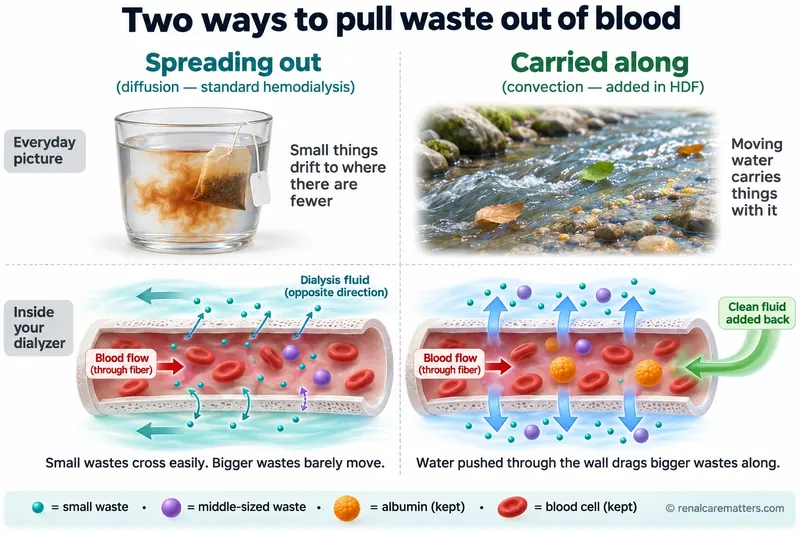 Two ways to pull waste out of blood
Spreading out
(diffusion — standard hemodialysis)
Carried along
(convection — added in HDF)
Everyday
picture
Small things
drift to where
there are
fewer
Moving
water
carries
things
with it
Inside
your
dialyzer
Dialysis fluid
(opposite direction)
Blood flow
(through fiber)
Small wastes cross easily. Bigger wastes barely move.
Clean fluid
added back
Blood flow
(through fiber)
Water pushed through the wall drags bigger wastes along.
= small waste • = middle-sized waste • = albumin (kept) • = blood cell (kept)
© renalcarematters.com